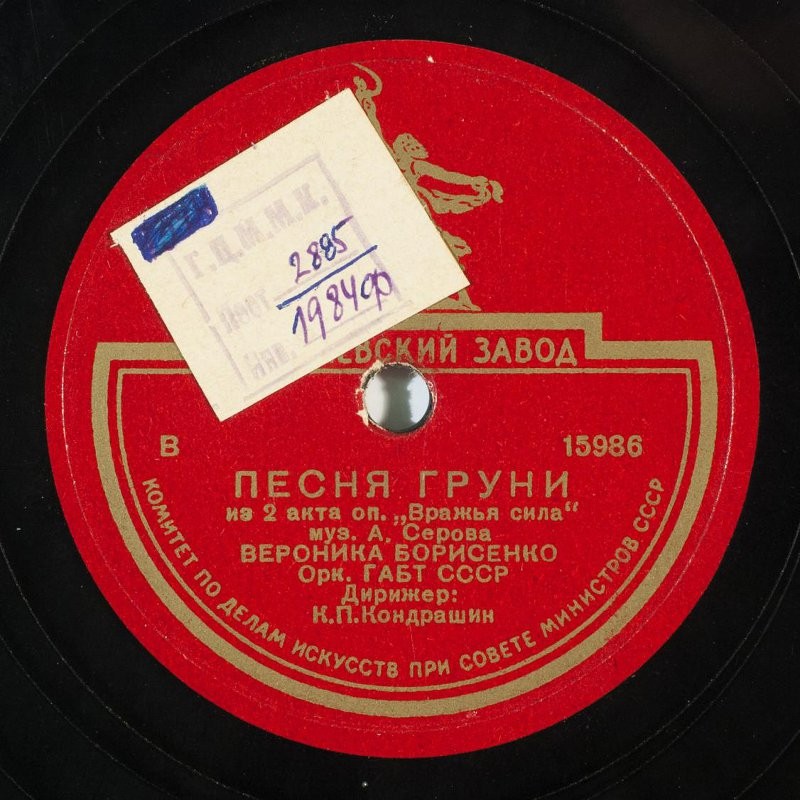 Г.Ц.М.М.К.
Пост. 2885
Инв. 1984ф
ЕВСКИЙ ЗАВОД
В 15986
ПЕСНЯ ГРУНИ
из 2 акта оп. „Вражья сила“
муз. А. Серова
ВЕРОНИКА БОРИСЕНКО
Орк. ГАБТ СССР
Дирижер:
К.П.Кондрашин
КОМИТЕТ ПО ДЕЛАМ ИСКУССТВ ПРИ СОВЕТЕ МИНИСТРОВ СССР